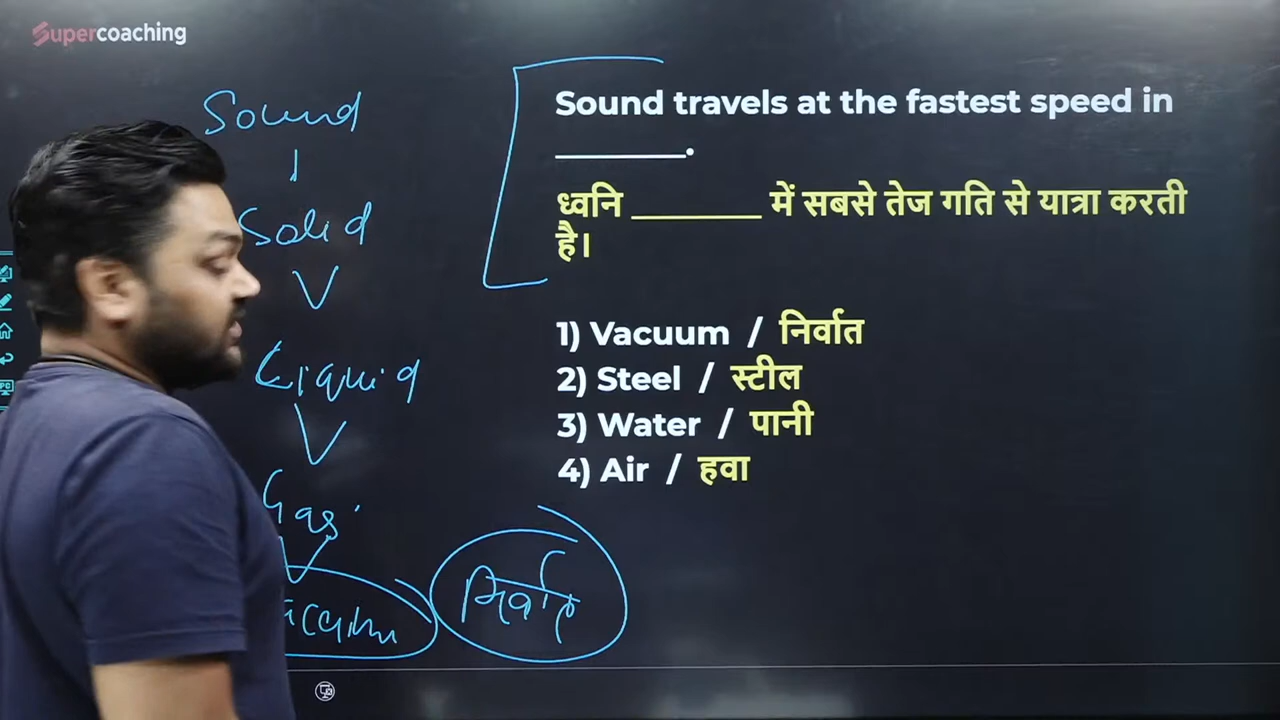 Supercoaching
Sound
Solid
Liquid
Gas
निर्वात
Sound travels at the fastest speed in
________.
ध्वनि ________ में सबसे तेज गति से यात्रा करती
है।
1) Vacuum / निर्वात
2) Steel / स्टील
3) Water / पानी
4) Air / हवा